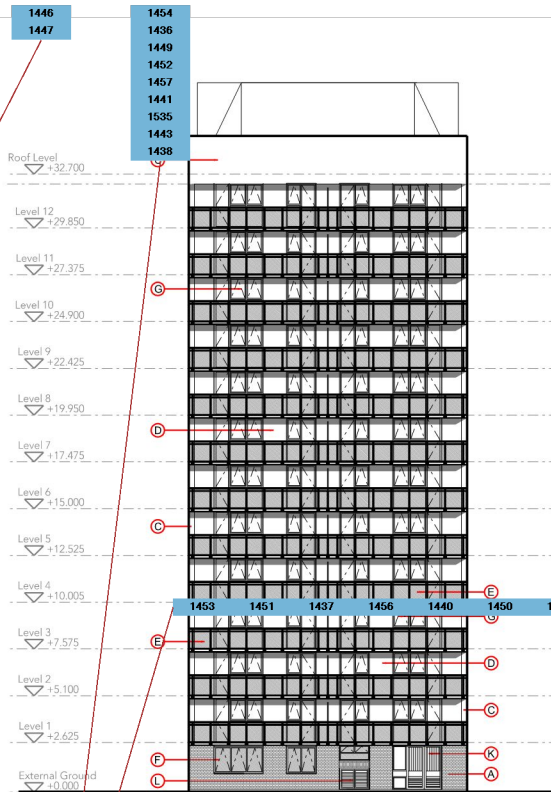 1446
1447
1454
1436
1449
1452
1457
1441
1535
1443
1438
Roof Level
+32.700
Level 12
+29.850
Level 11
+27.375
G
Level 10
+24.900
Level 9
+22.425
Level 8
+19.950
D
Level 7
+17.475
Level 6
+15.000
C
Level 5
+12.525
Level 4
+10.005
E
1453 1451 1437 1456 1440 1450 1
G
Level 3
+7.575
E
D
Level 2
+5.100
C
Level 1
+2.625
K
F
A
L
External Ground
+0.000